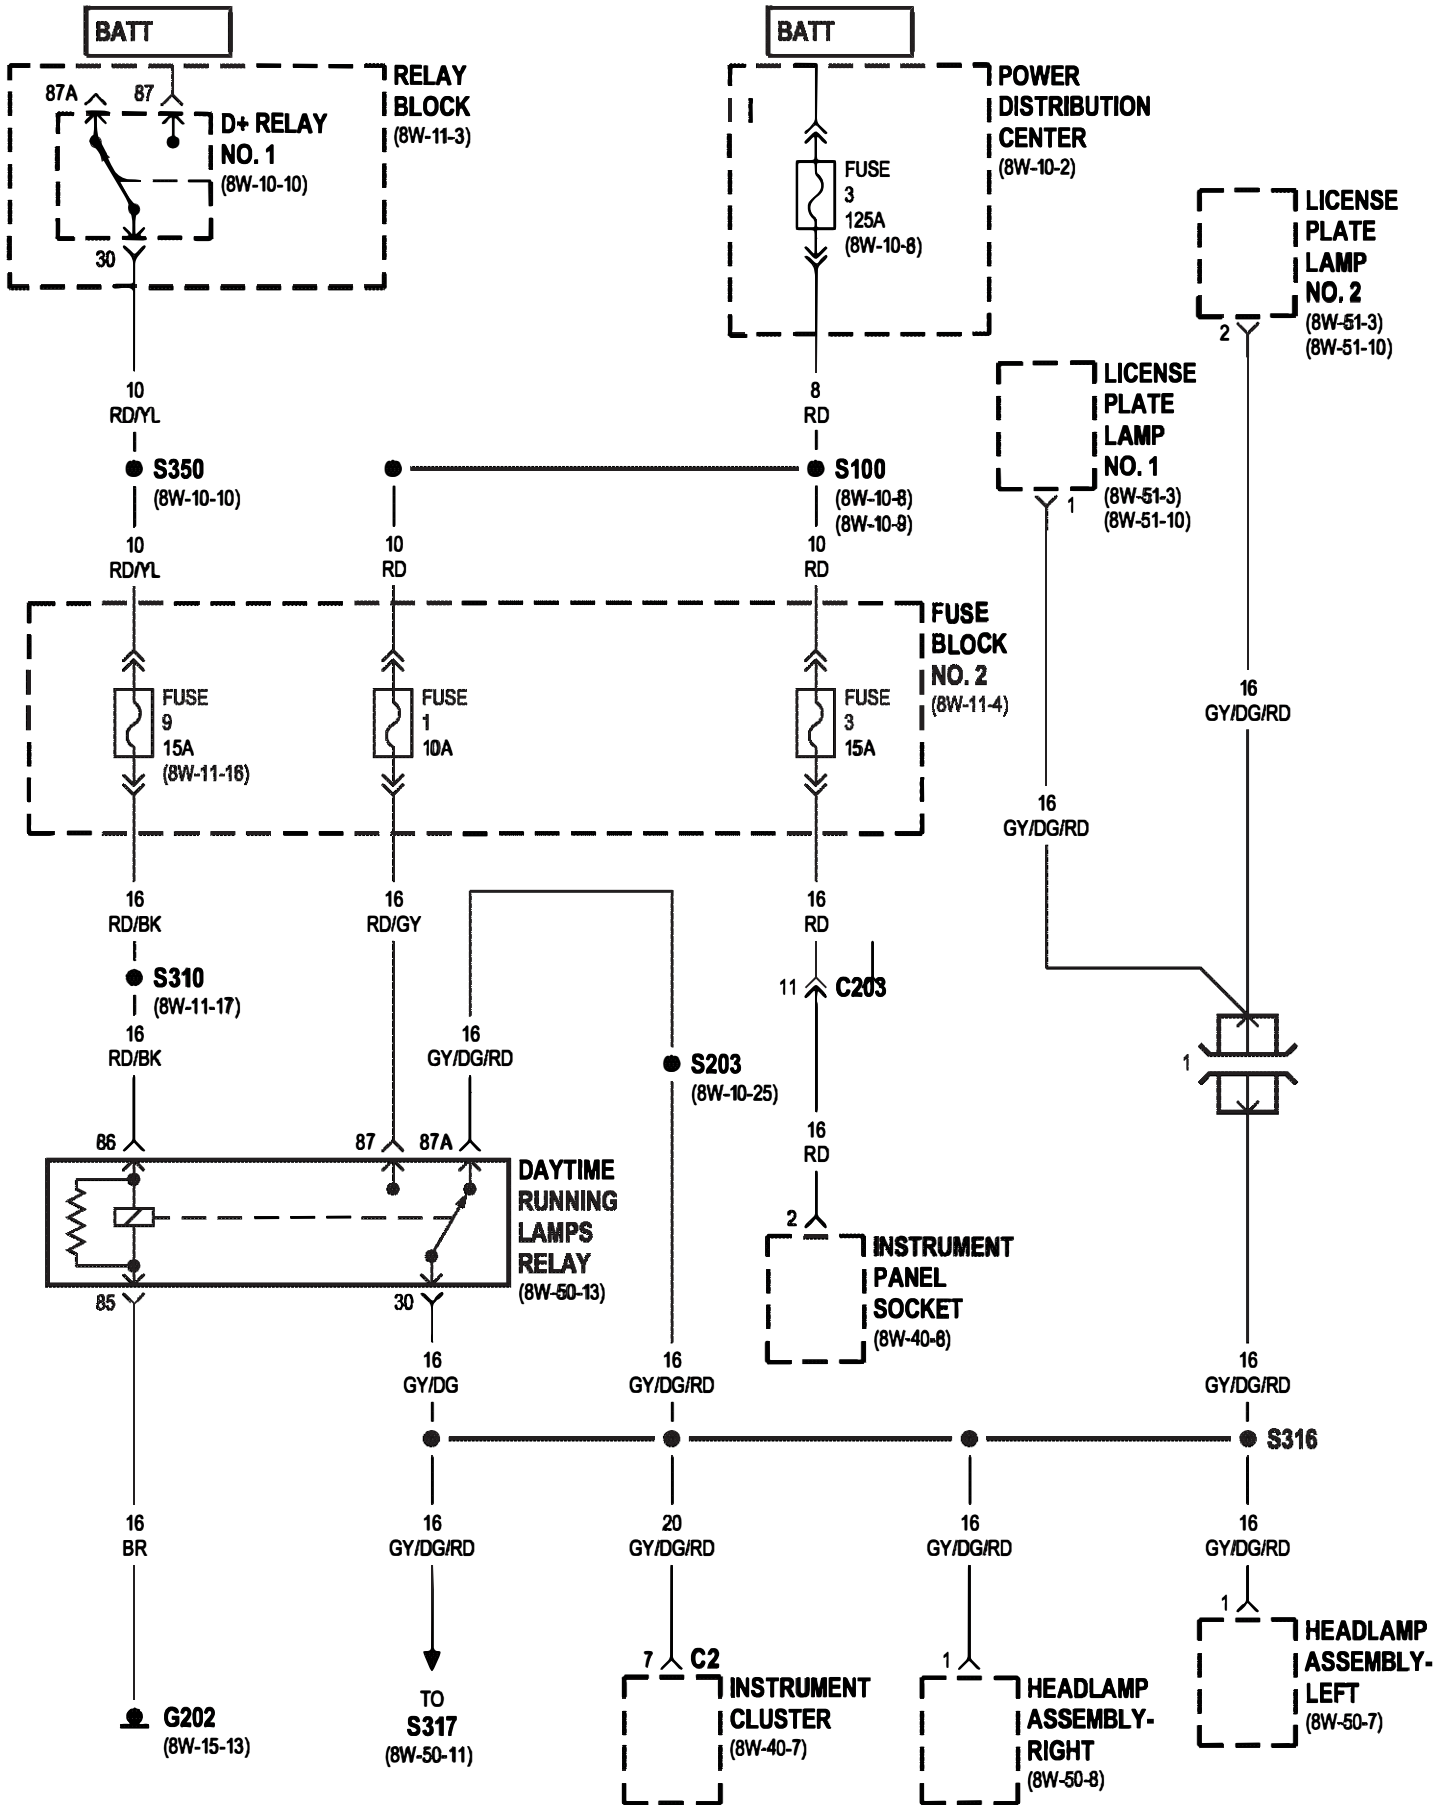 BATT
BATT
87A
87
D+ RELAY
NO. 1
(8W-10-10)
RELAY
BLOCK
(8W-11-3)
30
POWER
DISTRIBUTION
CENTER
(8W-10-2)
FUSE
3
125A
(8W-10-8)
LICENSE
PLATE
LAMP
NO. 2
(8W-51-3)
(8W-51-10)
2
LICENSE
PLATE
LAMP
NO. 1
(8W-51-3)
(8W-51-10)
1
10
RD/YL
8
RD
S350
(8W-10-10)
S100
(8W-10-8)
(8W-10-9)
10
RD/YL
10
RD
10
RD
FUSE
BLOCK
NO. 2
(8W-11-4)
FUSE
9
15A
(8W-11-16)
FUSE
1
10A
FUSE
3
15A
16
GY/DG/RD
16
GY/DG/RD
16
RD/BK
16
RD/GY
16
RD
S310
(8W-11-17)
11
C203
16
RD/BK
16
GY/DG/RD
S203
(8W-10-25)
1
16
RD
86
87
87A
DAYTIME
RUNNING
LAMPS
RELAY
(8W-50-13)
85
30
2
INSTRUMENT
PANEL
SOCKET
(8W-40-6)
16
GY/DG
16
GY/DG/RD
16
GY/DG/RD
S316
16
BR
16
GY/DG/RD
20
GY/DG/RD
16
GY/DG/RD
16
GY/DG/RD
G202
(8W-15-13)
TO
S317
(8W-50-11)
7
C2
INSTRUMENT
CLUSTER
(8W-40-7)
1
HEADLAMP
ASSEMBLY-
RIGHT
(8W-50-8)
1
HEADLAMP
ASSEMBLY-
LEFT
(8W-50-7)